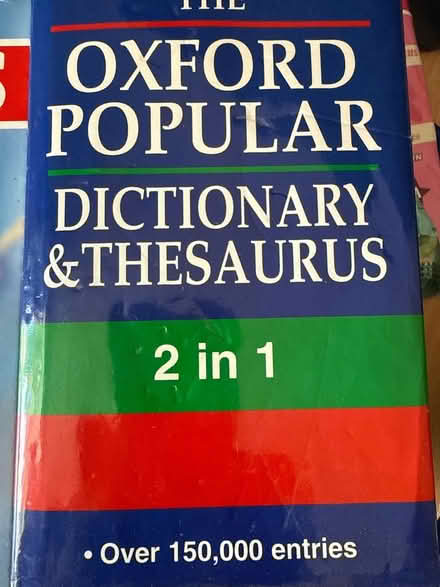 THE
OXFORD
POPULAR
DICTIONARY
& THESAURUS
2 in 1
• Over 150,000 entries